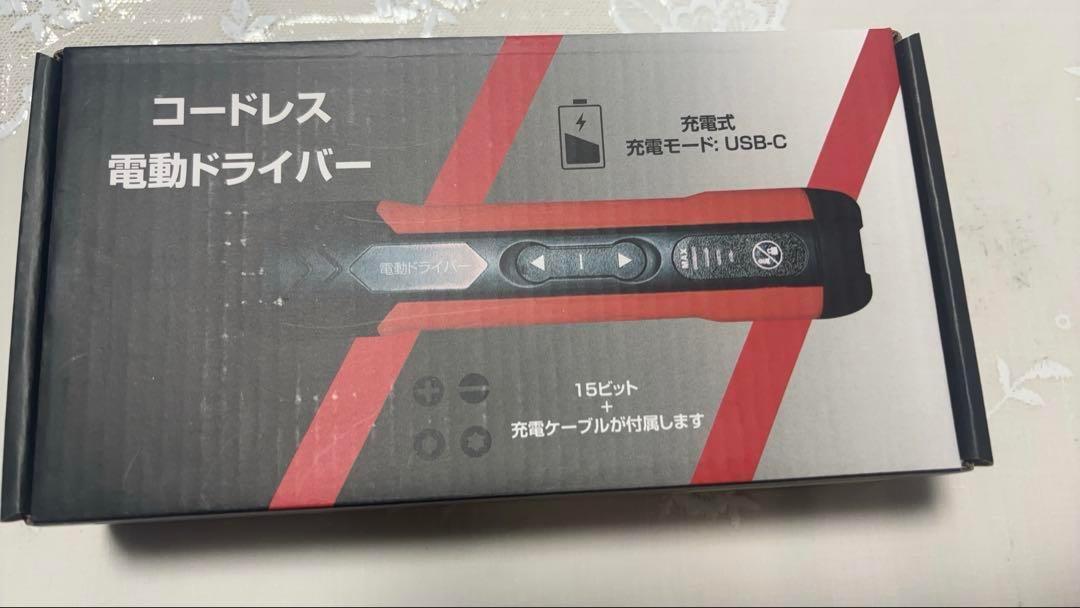 コードレス
電動ドライバー
充電式
充電モード: USB-C
電動ドライバー
MAX
15ビット
+
充電ケーブルが付属します